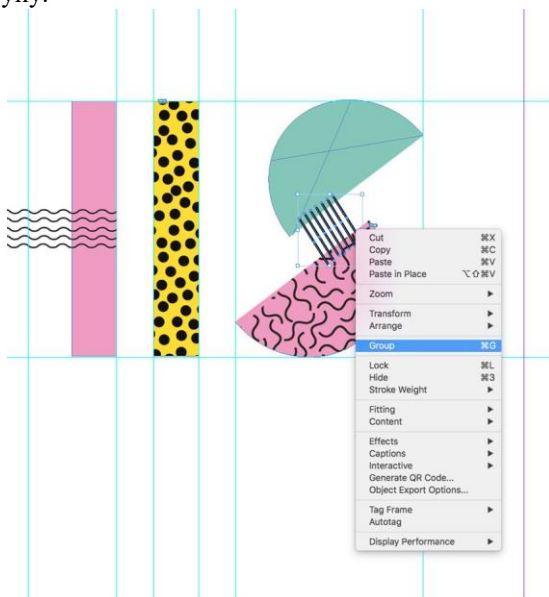 Cut ⌘X
Copy ⌘C
Paste ⌘V
Paste in Place ⌥⇧⌘V
Zoom ▶
Transform ▶
Arrange ▶
Group ⌘G
Lock ⌘L
Hide ⌘3
Stroke Weight ▶
Fitting ▶
Content ▶
Effects ▶
Captions ▶
Interactive ▶
Generate QR Code...
Object Export Options...
Tag Frame ▶
Autotag
Display Performance ▶